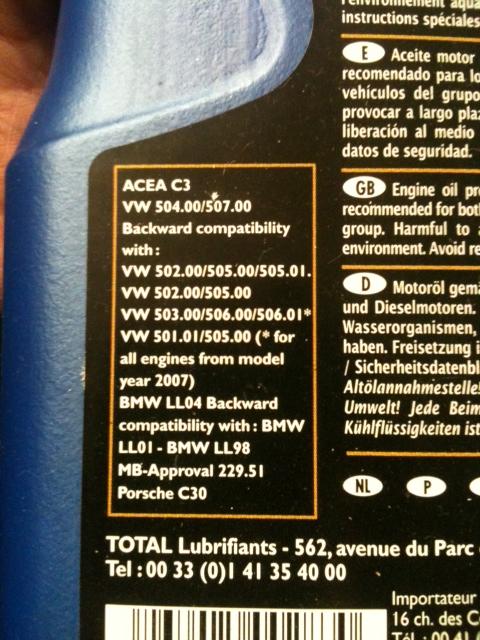 l'environnement aqua
instructions spéciales
E Aceite motor
recomendado para lo
vehículos del grupo
provocar a largo plaz
liberación al medio
datos de seguridad.
ACEA C3
VW 504.00/507.00
Backward compatibility
with :
VW 502.00/505.00/505.01.
VW 502.00/505.00
VW 503.00/506.00/506.01*
VW 501.01/505.00 (* for
all engines from model
year 2007)
BMW LL04 Backward
compatibility with : BMW
LL01 - BMW LL98
MB-Approval 229.51
Porsche C30
GB Engine oil pr
recommended for bot
group. Harmful to
environment. Avoid re
D Motoröl gemä
und Dieselmotoren.
Wasserorganismen,
haben. Freisetzung i
/ Sicherheitsdatenbl
Altölannahmestelle!
Umwelt! Jede Beim
Kühlflüssigkeiten ist
NL P
TOTAL Lubrifiants - 562, avenue du Parc
Tel : 00 33 (0)1 41 35 40 00
Importateur
16 ch. des C